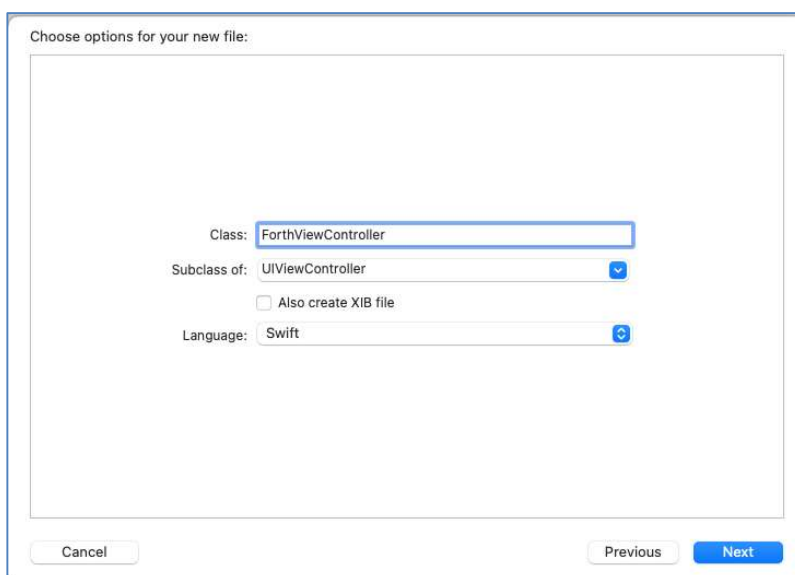 Choose options for your new file:
Class: ForthViewController
Subclass of: UIViewController
Also create XIB file
Language: Swift
Cancel Previous Next